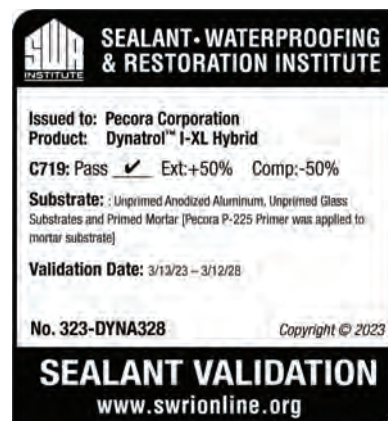 SWR
INSTITUTE
SEALANT • WATERPROOFING
& RESTORATION INSTITUTE
Issued to: Pecora Corporation
Product: Dynatrol™ I-XL Hybrid
C719: Pass ✔ Ext:+50% Comp:-50%
Substrate: : Unprimed Anodized Aluminum, Unprimed Glass
Substrates and Primed Mortar (Pecora P-225 Primer was applied to
mortar substrate)
Validation Date: 3/13/23 – 3/12/28
No. 323-DYNA328 Copyright © 2023
SEALANT VALIDATION
www.swrionline.org